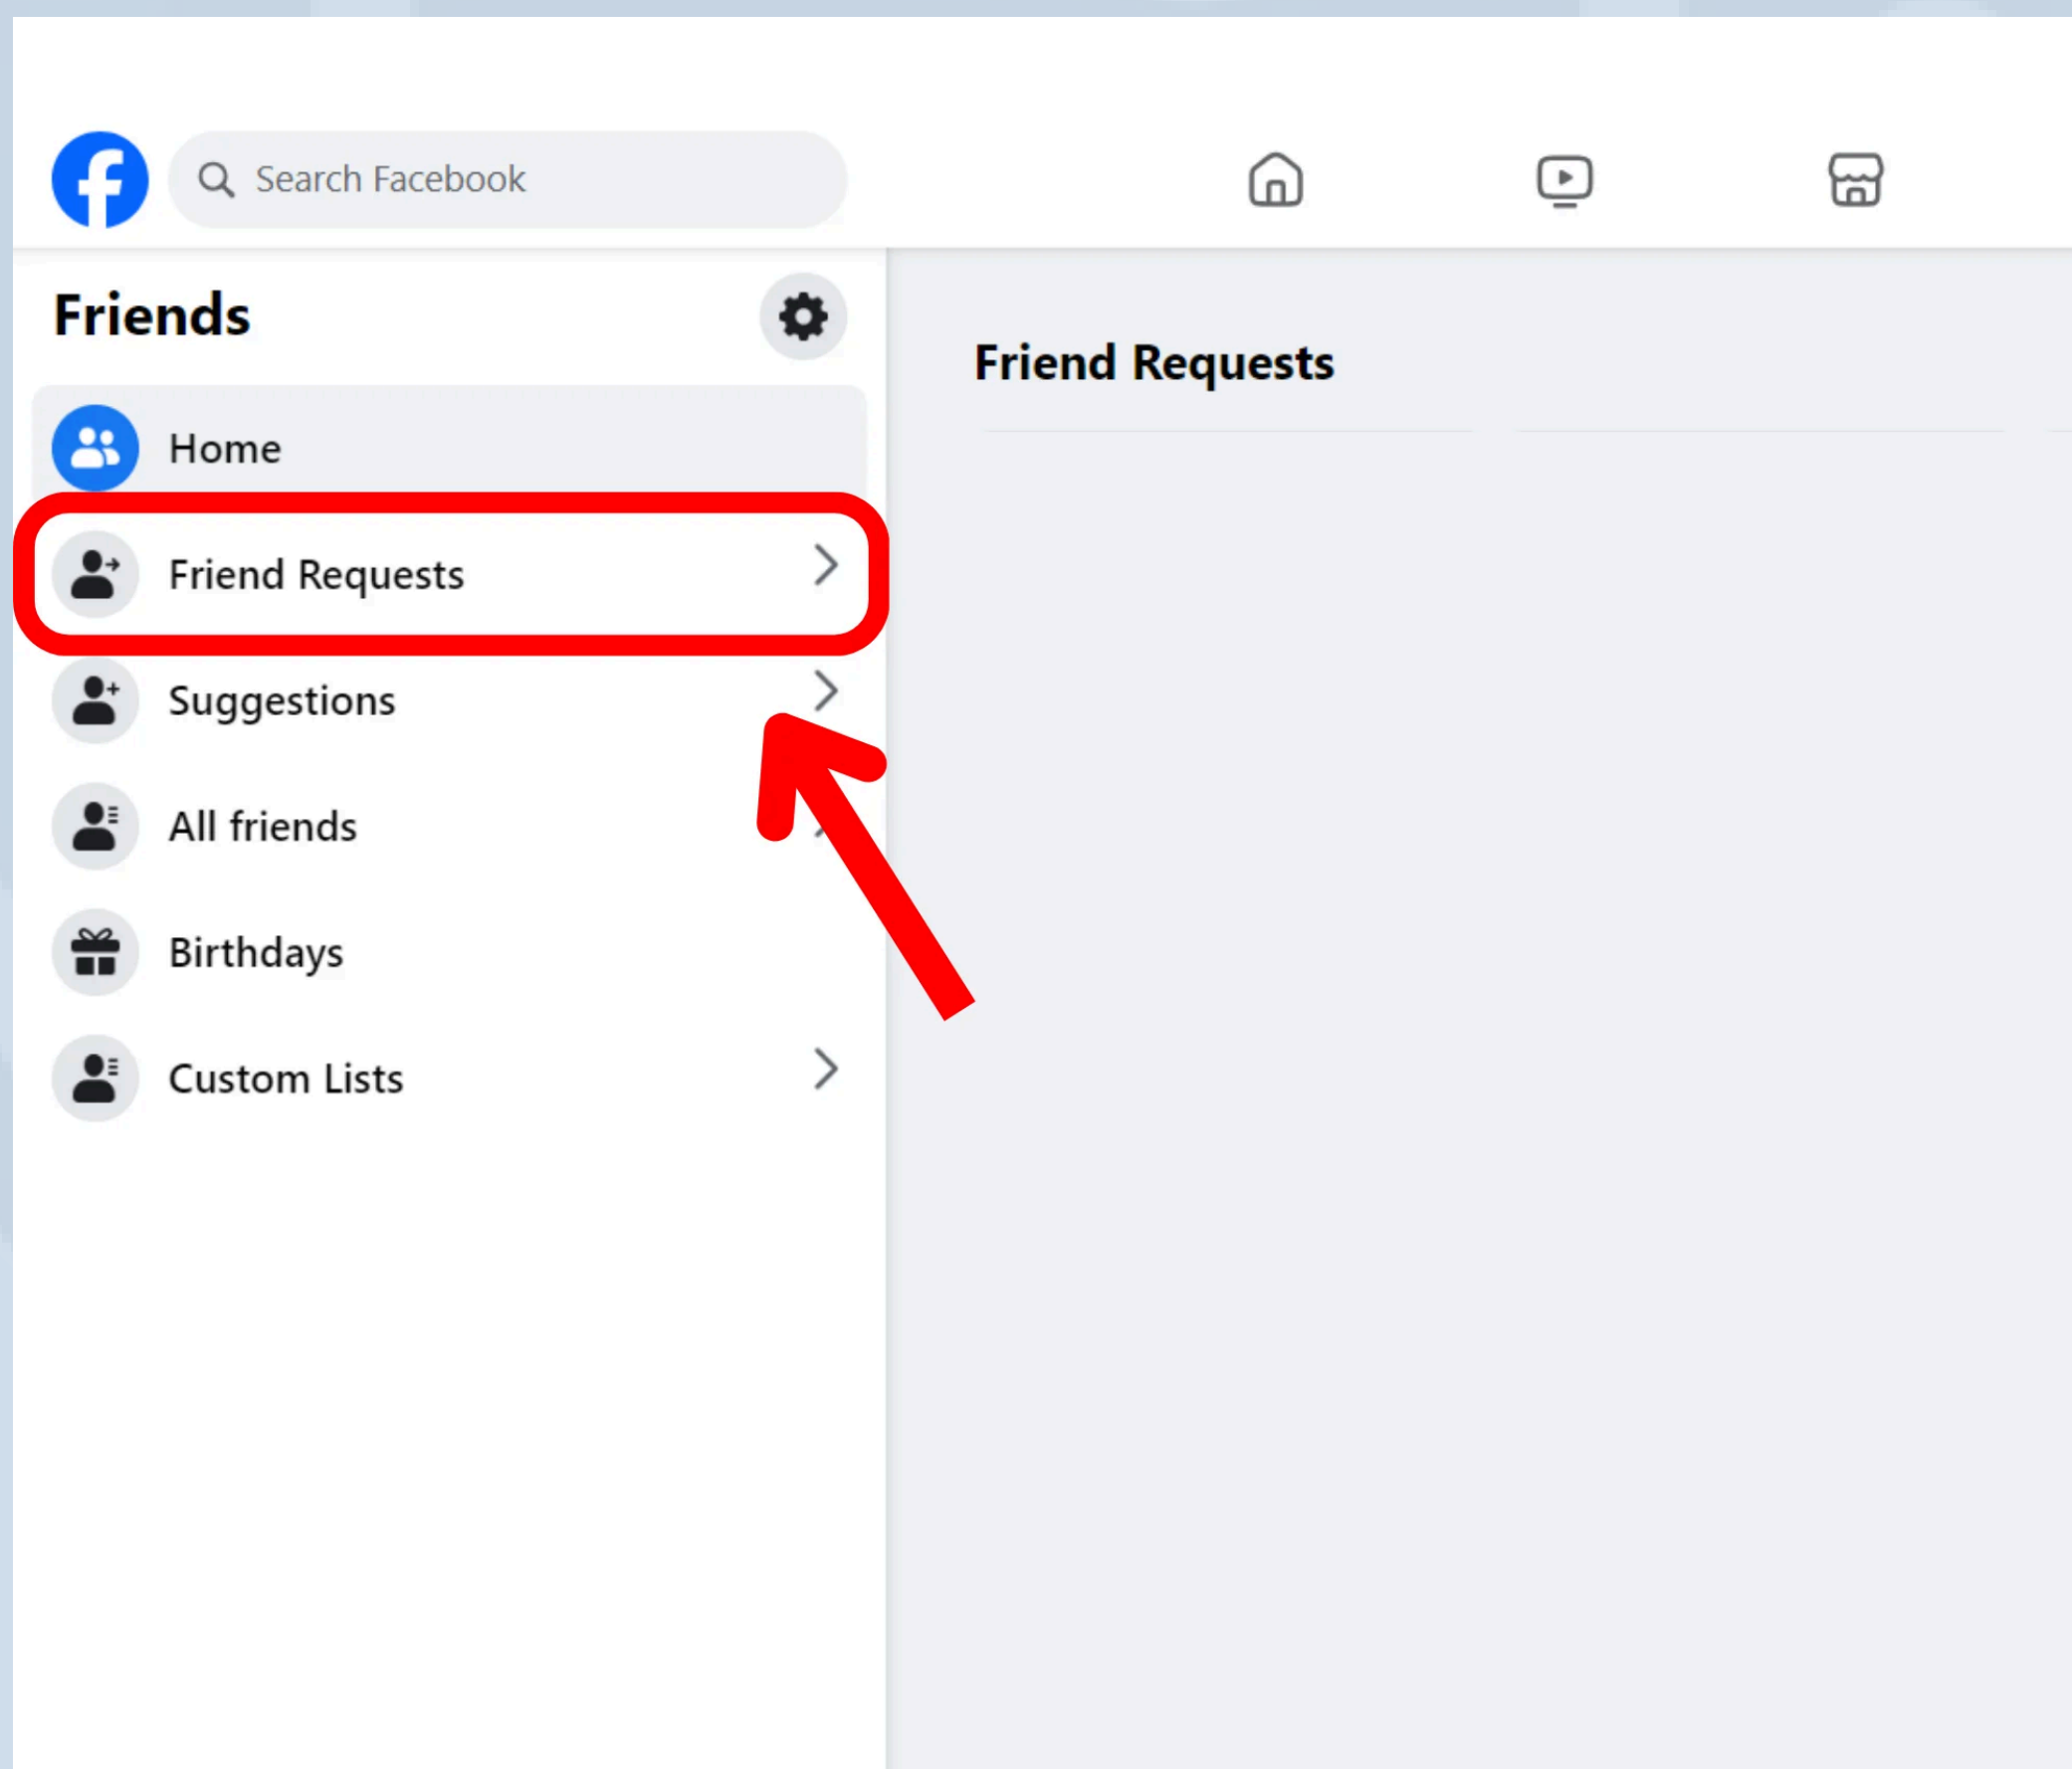 Search Facebook
Friends
Home
Friend Requests
Suggestions
All friends
Birthdays
Custom Lists
Friend Requests